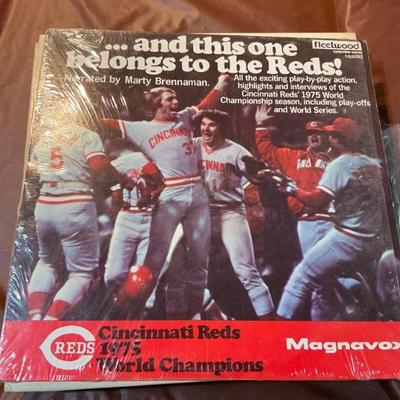 ... and this one
belongs to the Reds!
Narrated by Marty Brennaman.
fleetwood
All the exciting play-by-play action,
highlights and interviews of the
Cincinnati Reds' 1975 World
Championship season, including play-offs
and World Series.
CINCINNATI
REDS
Cincinnati Reds
1975
World Champions
Magnavox